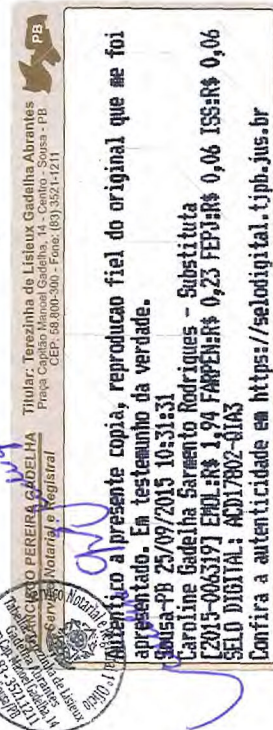 FRANCISCO PEREIRA GADELHA
Serviço Notarial e Registral
Titular: Terezinha de Lisieux Gadelha Abrantes
Praça Capitão Manoel Gadelha, 14 - Centro - Sousa - PB
CEP: 58.800-300 - Fone: (83) 3521-1211
PB
Autentico a presente copia, reproducao fiel do original que me foi
apresentado. Em testemunho da verdade.
Sousa-PB 25/09/2015 10:31:31
Caroline Gadelha Sarmento Rodrigues - Substituta
[2015-006319] EMOL:R$ 1,94 FARPEN:R$ 0,23 FEPJ:R$ 0,06 ISS:R$ 0,06
SELO DIGITAL: ACD17802-QIA3
Confira a autenticidade em https://selodigital.tjpb.jus.br